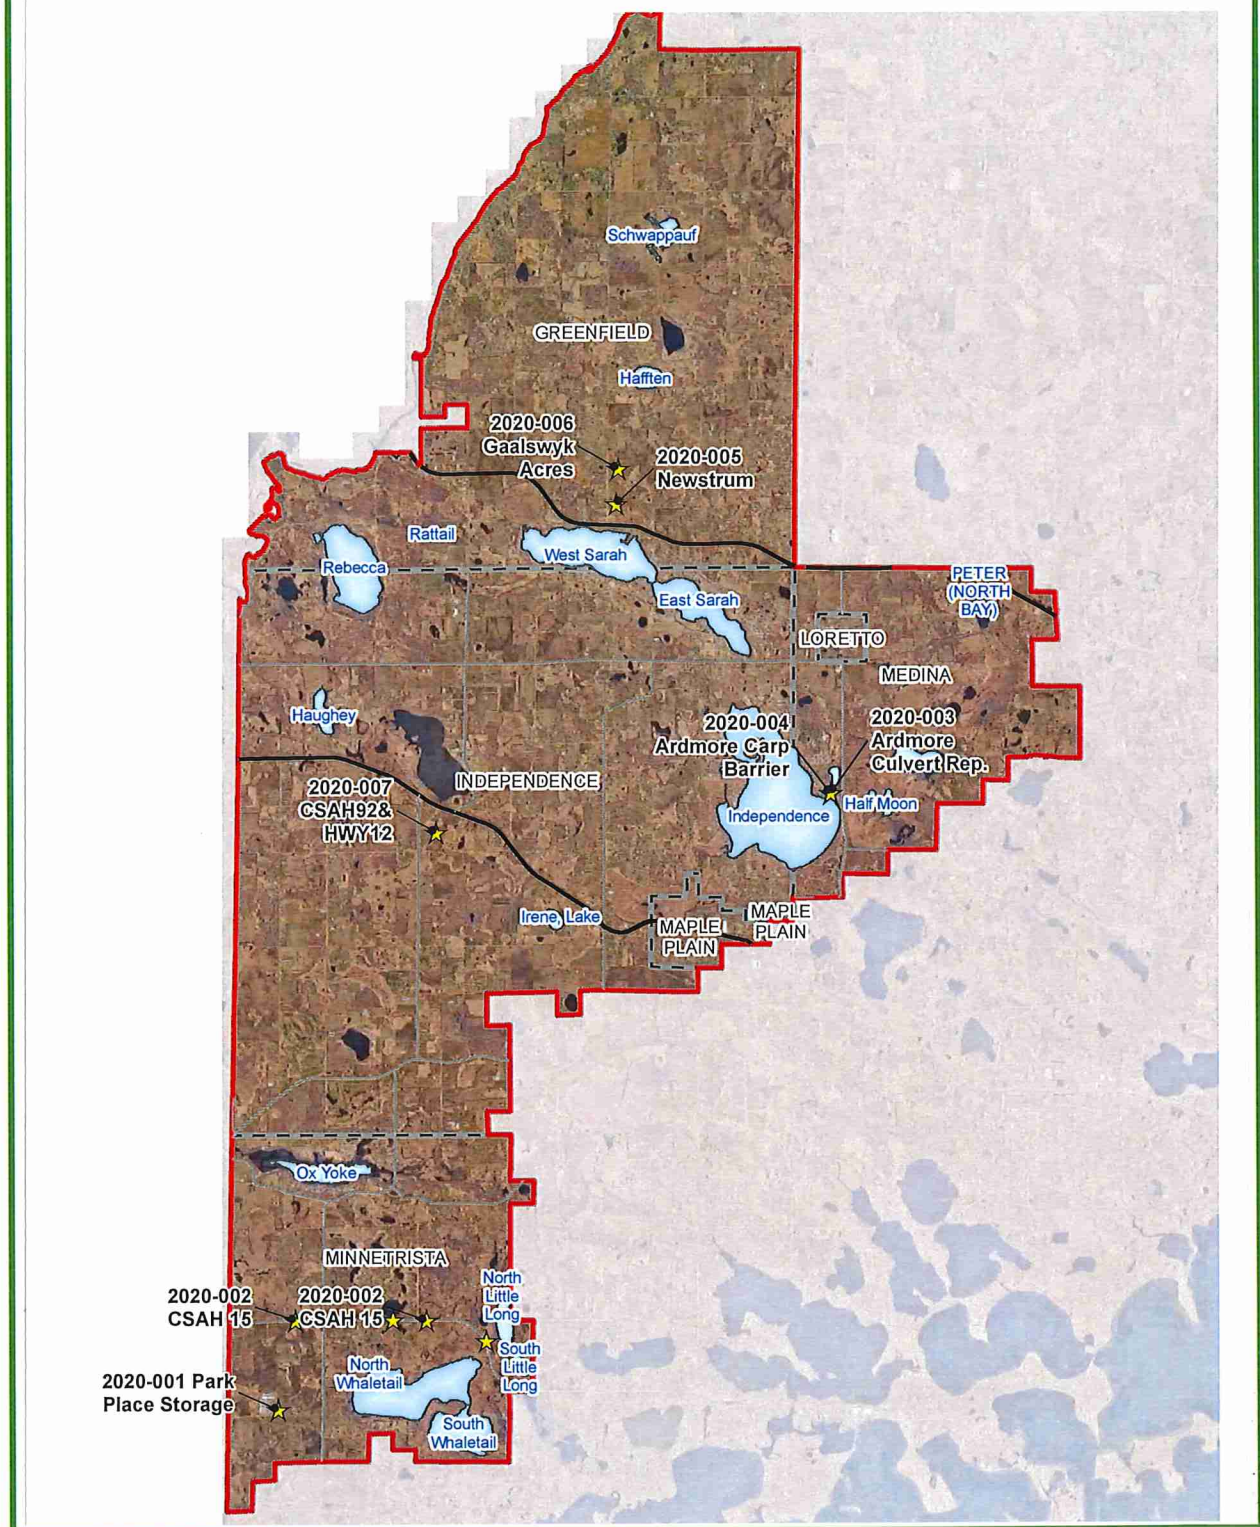 Schwappauf
GREENFIELD
Hafften
2020-006
Gaalswyk
Acres
2020-005
Newstrum
Rattail
West Sarah
Rebecca
East Sarah
PETER
(NORTH
BAY)
LORETTO
MEDINA
Haughey
2020-004
Ardmore Carp
Barrier
2020-003
Ardmore
Culvert Rep.
INDEPENDENCE
2020-007
CSAH92&
HWY12
Half Moon
Independence
Irene, Lake
MAPLE
PLAIN
MAPLE
PLAIN
Ox Yoke
MINNETRISTA
2020-002
CSAH 15
2020-002
CSAH 15
North
Little
Long
South
Little
Long
North
Whaletail
2020-001 Park
Place Storage
South
Whaletail